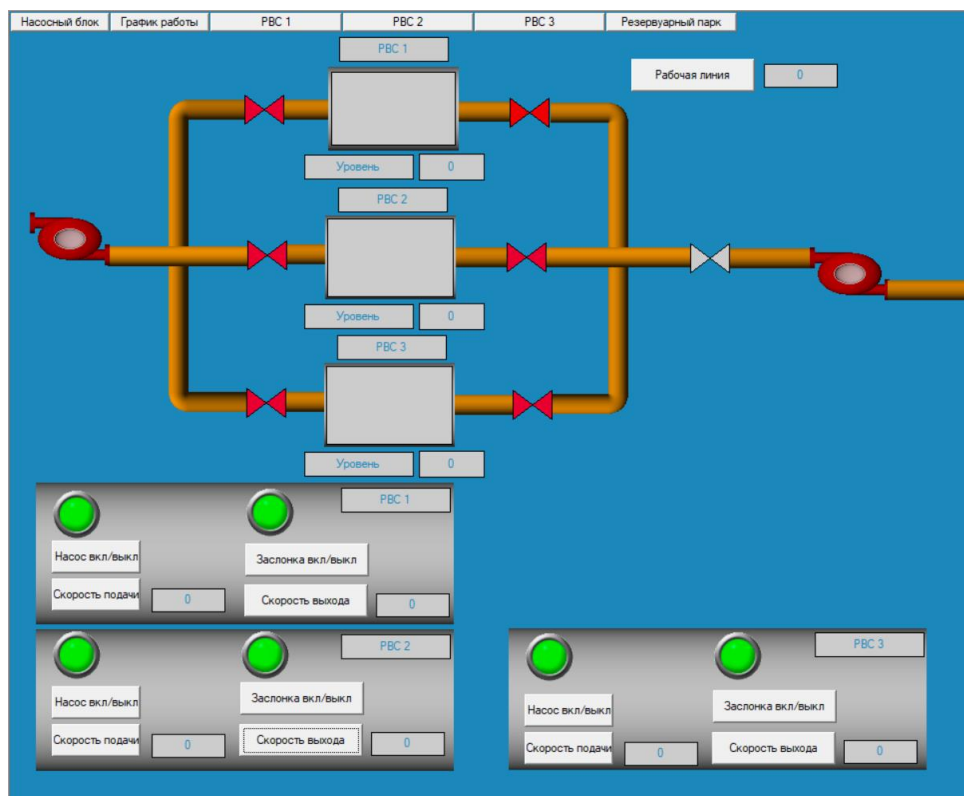 Насосный блок График работы РВС 1 РВС 2 РВС 3 Резервуарный парк
РВС 1
Рабочая линия 0
Уровень 0
РВС 2
Уровень 0
РВС 3
Уровень 0
РВС 1
Насос вкл/выкл Заслонка вкл/выкл
Скорость подачи 0 Скорость выхода 0
РВС 2
Насос вкл/выкл Заслонка вкл/выкл
Скорость подачи 0 Скорость выхода 0
РВС 3
Насос вкл/выкл Заслонка вкл/выкл
Скорость подачи 0 Скорость выхода 0